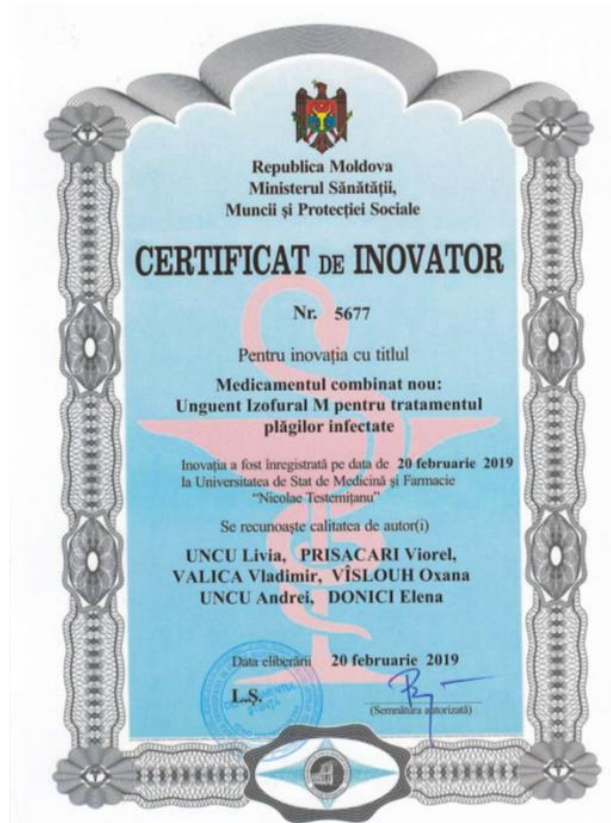 Republica Moldova
Ministerul Sănătății,
Muncii și Protecției Sociale
CERTIFICAT DE INOVATOR
Nr. 5677
Pentru inovația cu titlul
Medicamentul combinat nou:
Unguent Izofural M pentru tratamentul
plăgilor infectate
Inovația a fost înregistrată pe data de 20 februarie 2019
la Universitatea de Stat de Medicină și Farmacie
“Nicolae Testemițanu”
Se recunoaște calitatea de autor(i)
UNCU Livia, PRISACARI Viorel,
VALICA Vladimir, VÎSLOUH Oxana
UNCU Andrei, DONICI Elena
Data eliberării 20 februarie 2019
L.Ș.
(Semnătura autorizată)